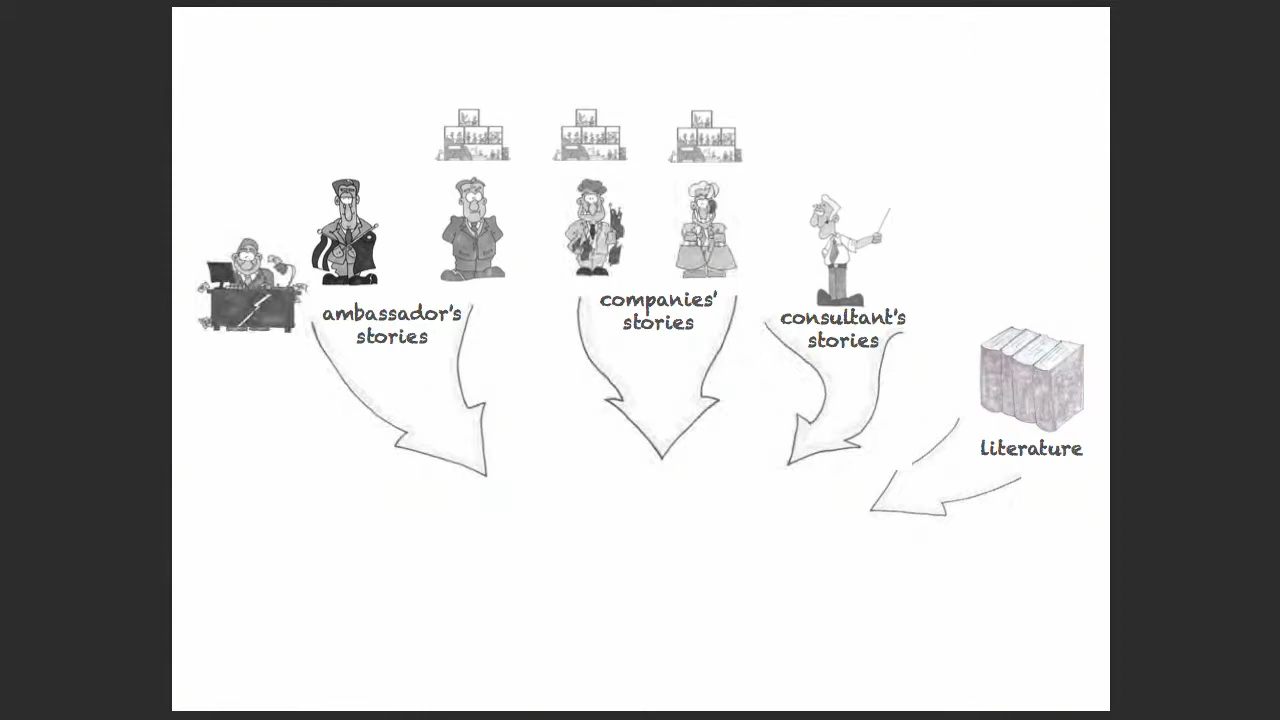 ambassador's
stories
companies'
stories
consultant's
stories
literature